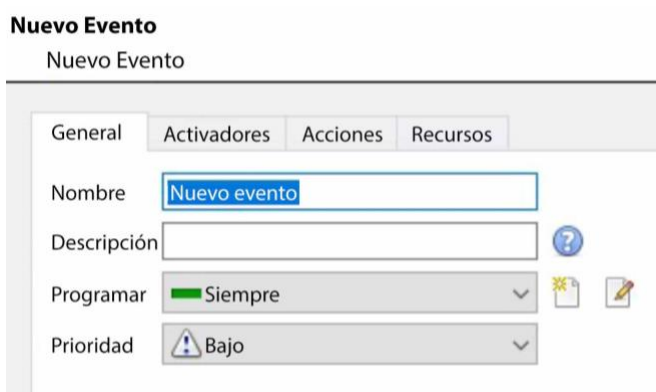 Nuevo Evento
Nuevo Evento
General Activadores Acciones Recursos
Nombre Nuevo evento
Descripción
Programar Siempre
Prioridad Bajo